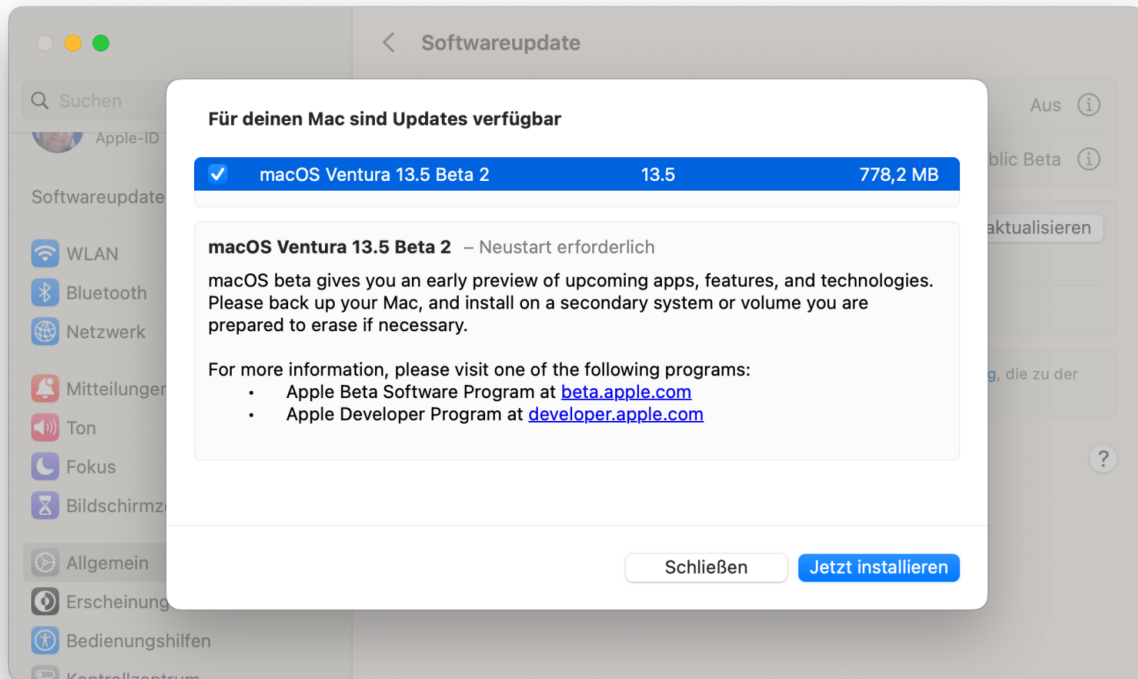 Softwareupdate
Suchen
Apple-ID
Softwareupdate
WLAN
Bluetooth
Netzwerk
Ton
Fokus
Allgemein
Bedienungshilfen
Kontrollzentrum
Aus
Beta
aktualisieren
, die zu der
?
Für deinen Mac sind Updates verfügbar
macOS Ventura 13.5 Beta 2 13.5 778,2 MB
macOS Ventura 13.5 Beta 2 – Neustart erforderlich
macOS beta gives you an early preview of upcoming apps, features, and technologies.
Please back up your Mac, and install on a secondary system or volume you are
prepared to erase if necessary.
For more information, please visit one of the following programs:
• Apple Beta Software Program at beta.apple.com
• Apple Developer Program at developer.apple.com
Schließen Jetzt installieren